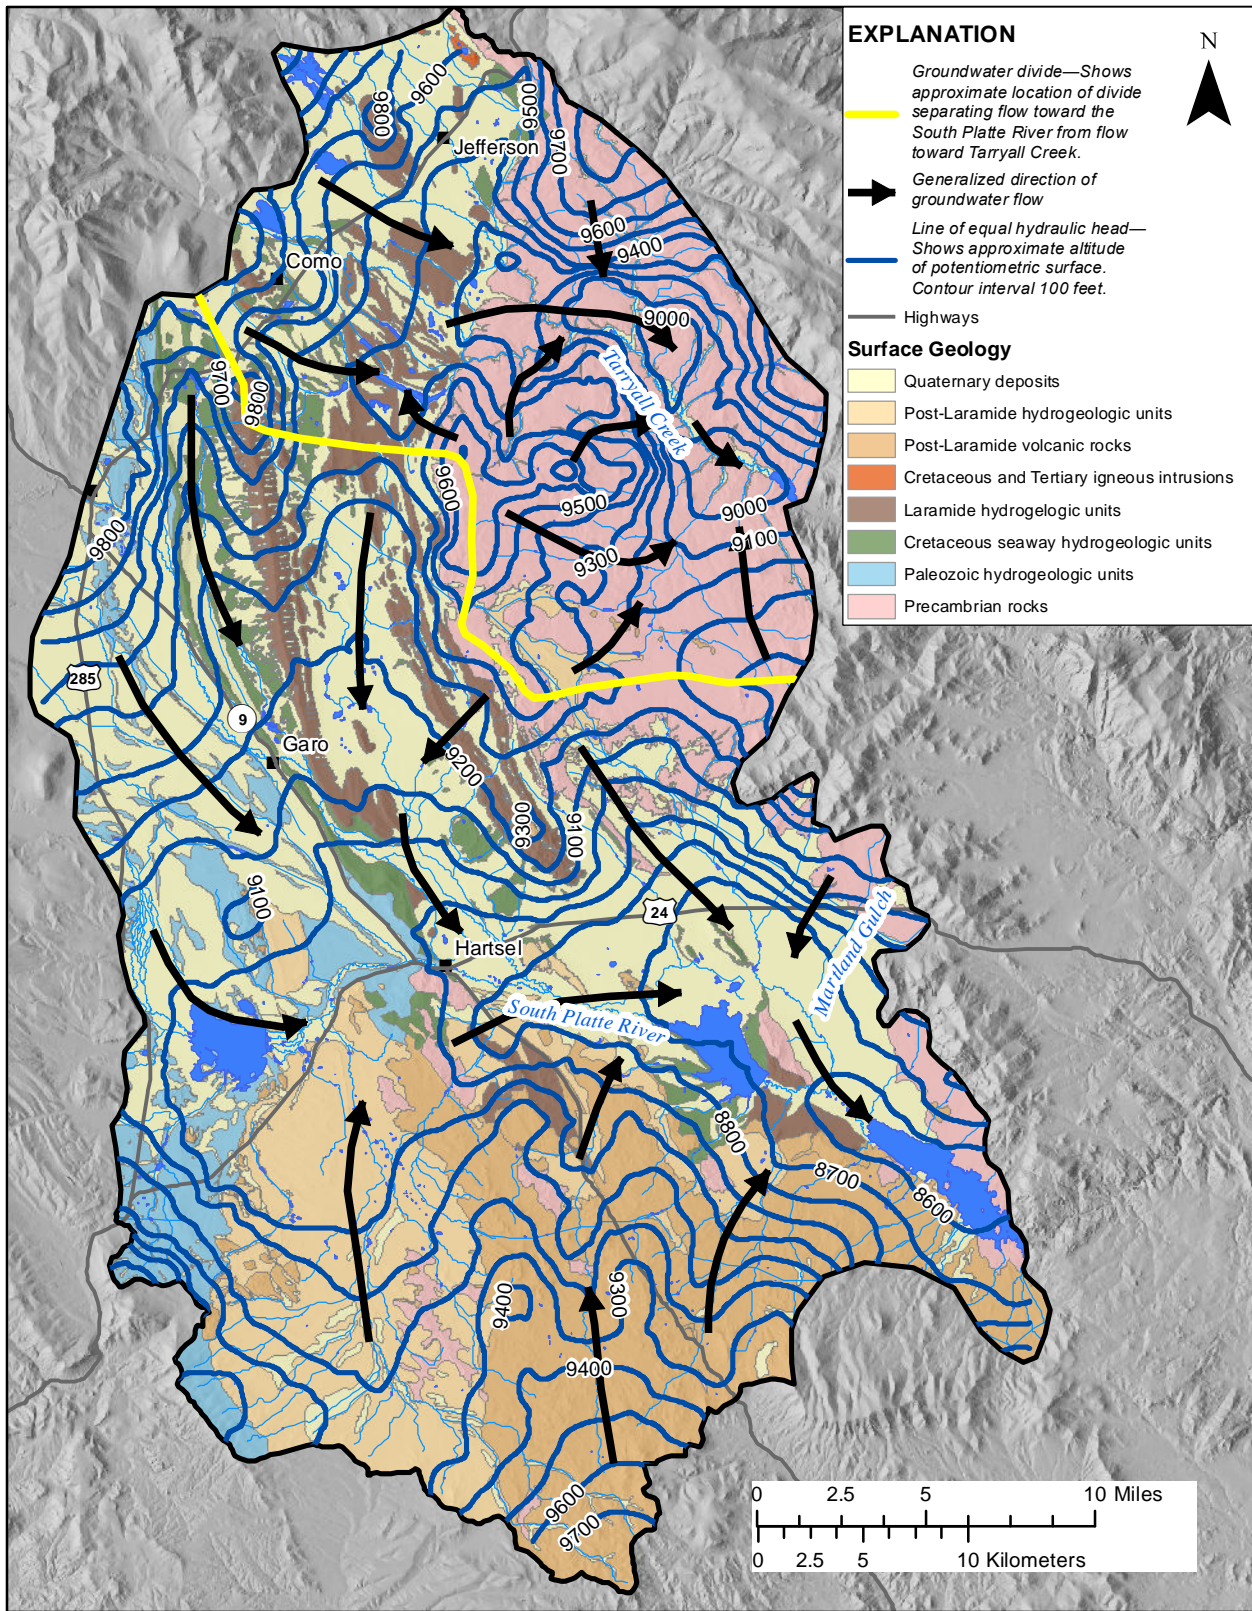 EXPLANATION
N
Groundwater divide—Shows
approximate location of divide
separating flow toward the
South Platte River from flow
toward Tarryall Creek.
Generalized direction of
groundwater flow
Line of equal hydraulic head—
Shows approximate altitude
of potentiometric surface.
Contour interval 100 feet.
Highways
Surface Geology
Quaternary deposits
Post-Laramide hydrogeologic units
Post-Laramide volcanic rocks
Cretaceous and Tertiary igneous intrusions
Laramide hydrogelogic units
Cretaceous seaway hydrogeologic units
Paleozoic hydrogeologic units
Precambrian rocks
9600
9800
9500
Jefferson
9700
9600
9400
Como
9000
Tarryall Creek
9700
9800
9600
9500
9000
9100
9300
9800
285
9
Garo
9200
9300
9100
9100
24
Martland Gulch
Hartsel
South Platte River
8800
8700
8600
9300
9400
9400
9600
9700
0 2.5 5 10 Miles
0 2.5 5 10 Kilometers